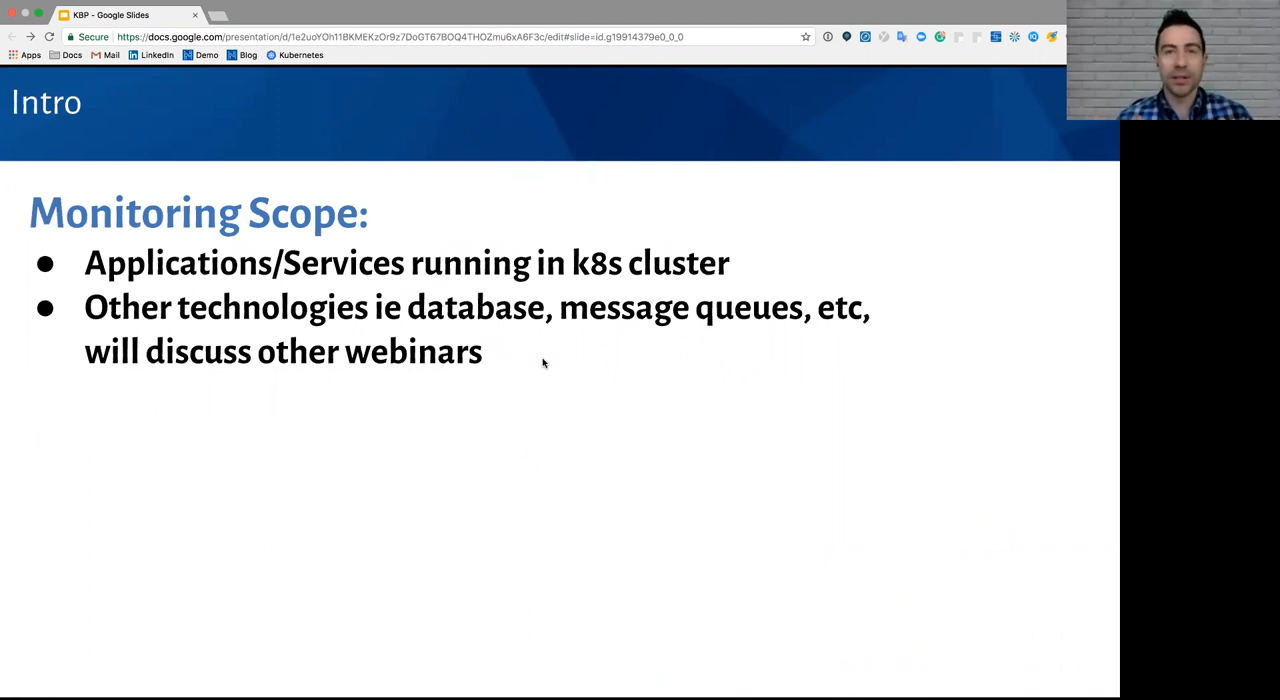 KBP - Google Slides
Secure https://docs.google.com/presentation/d/1e2uoYOh11BKMEKzOr9z7DoGT67BOQ4THOZmu6xA6F3c/edit#slide=id.g19914379e0_0_0
Apps Docs Mail LinkedIn Demo Blog Kubernetes
Intro
Monitoring Scope:
● Applications/Services running in k8s cluster
● Other technologies ie database, message queues, etc,
will discuss other webinars